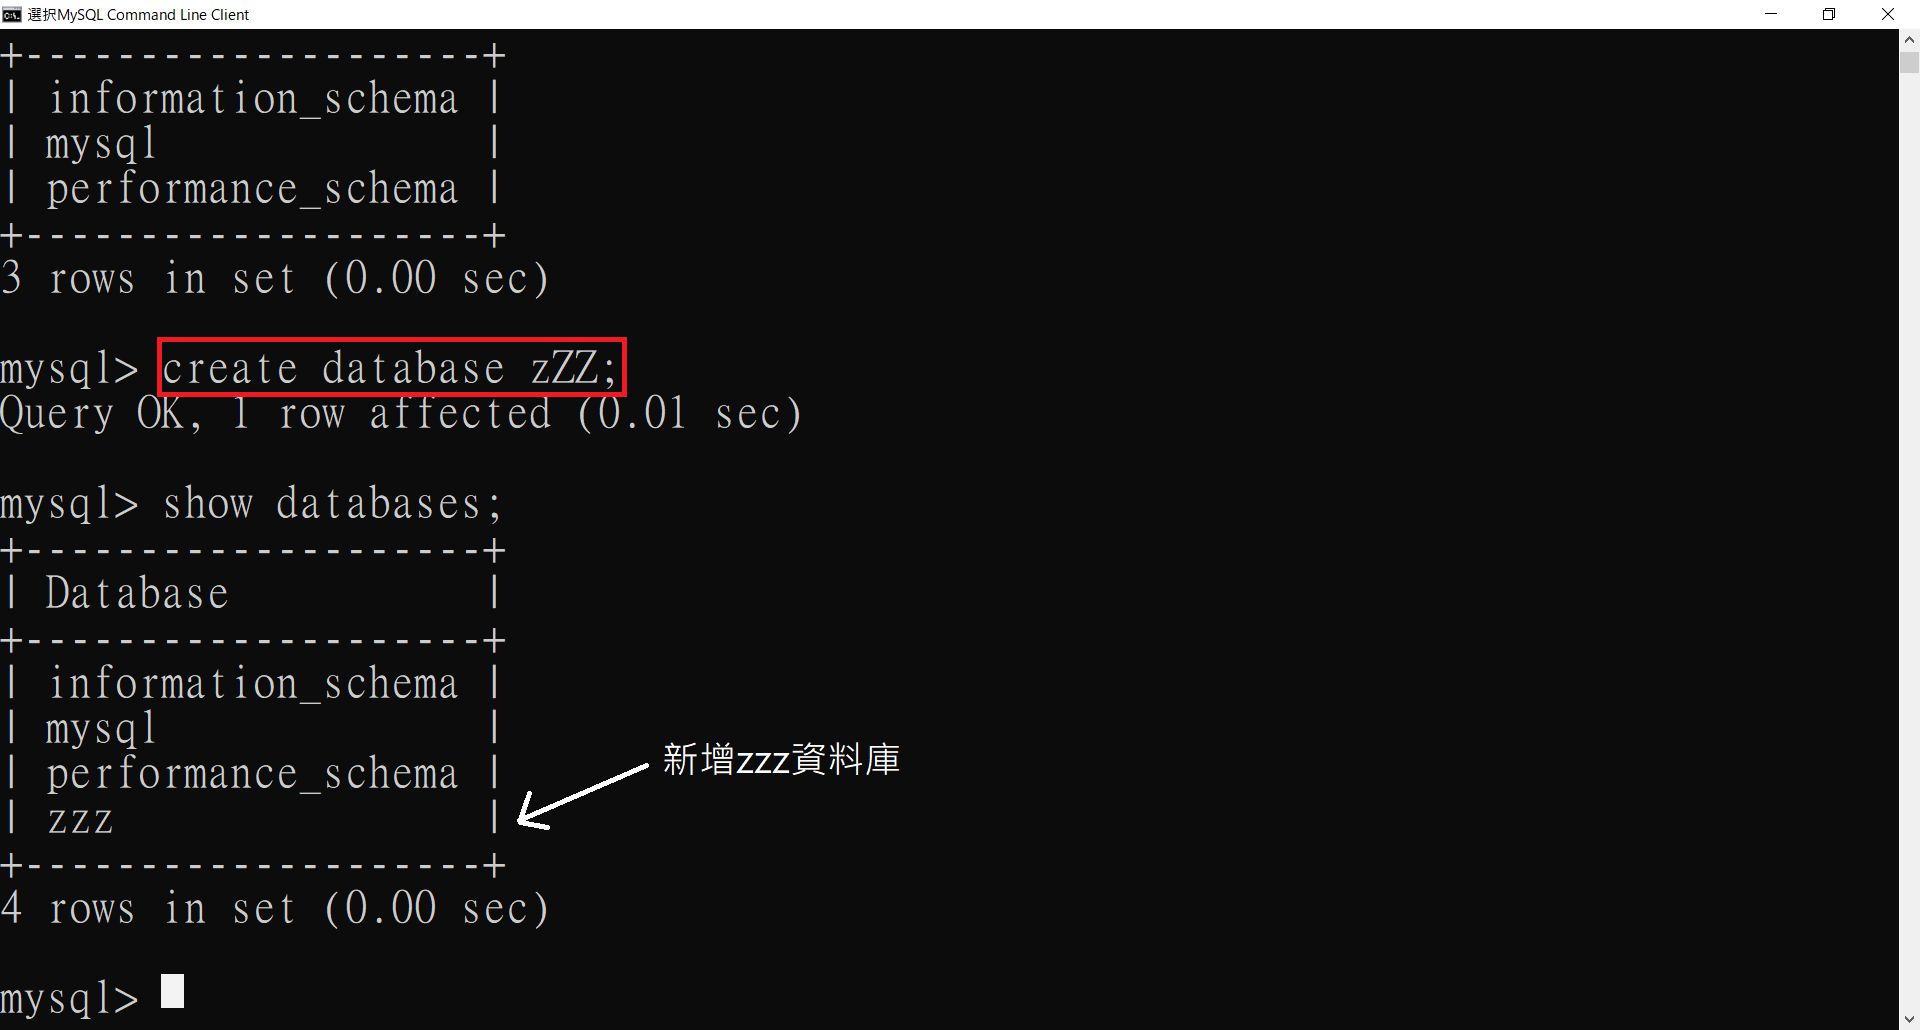 選択MySQL Command Line Client
+--------------------+
| information_schema |
| mysql              |
| performance_schema |
+--------------------+
3 rows in set (0.00 sec)
mysql> create database zZZ;
Query OK, 1 row affected (0.01 sec)
mysql> show databases;
+--------------------+
| Database           |
+--------------------+
| information_schema |
| mysql              |
| performance_schema |
| zzz                |
新增zzz資料庫
+--------------------+
4 rows in set (0.00 sec)
mysql>